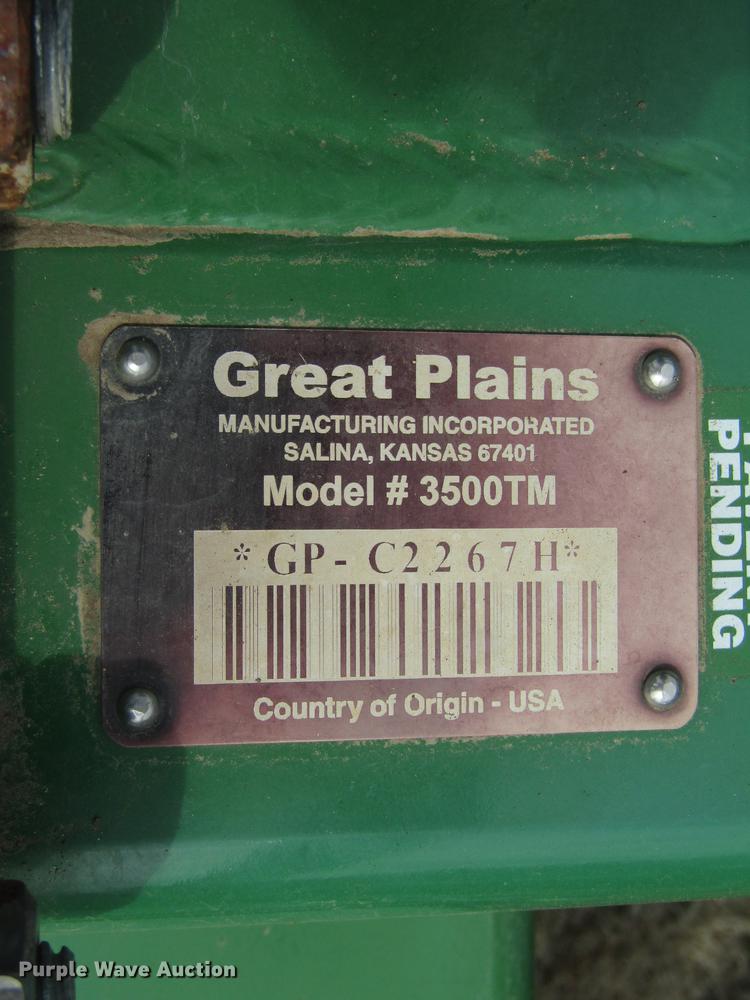 Great Plains
MANUFACTURING INCORPORATED
SALINA, KANSAS 67401
Model # 3500TM
*GP-C2267H*
Country of Origin - USA
PENDING
Purple Wave Auction